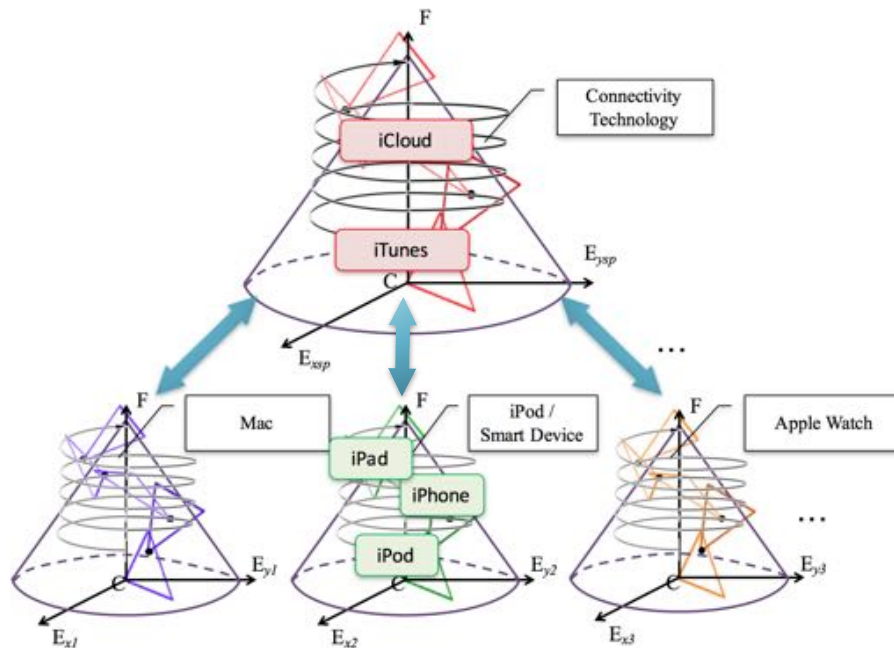 F
Connectivity
Technology
iCloud
iTunes
E_ysp
C
E_xsp
...
F
Mac
F
iPod /
Smart Device
F
Apple Watch
iPad
iPhone
iPod
...
C
E_y1
C
E_y2
C
E_y3
E_x1
E_x2
E_x3